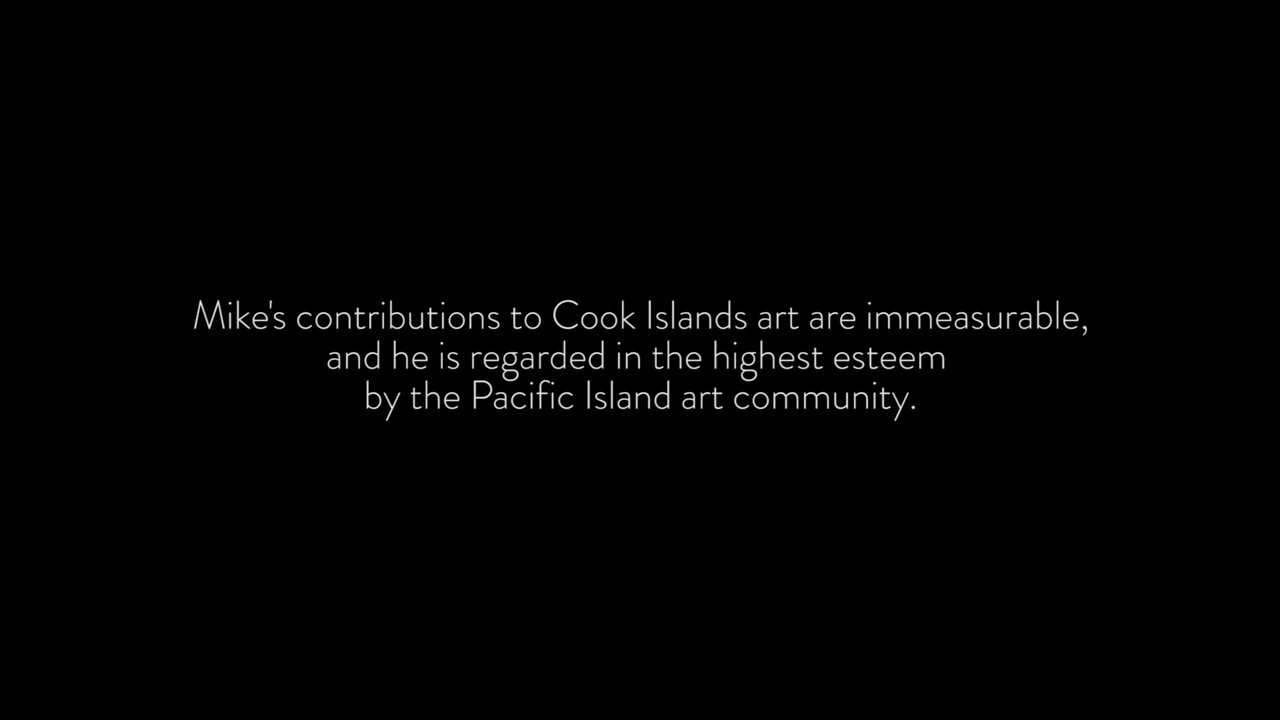 Mike's contributions to Cook Islands art are immeasurable,
and he is regarded in the highest esteem
by the Pacific Island art community.